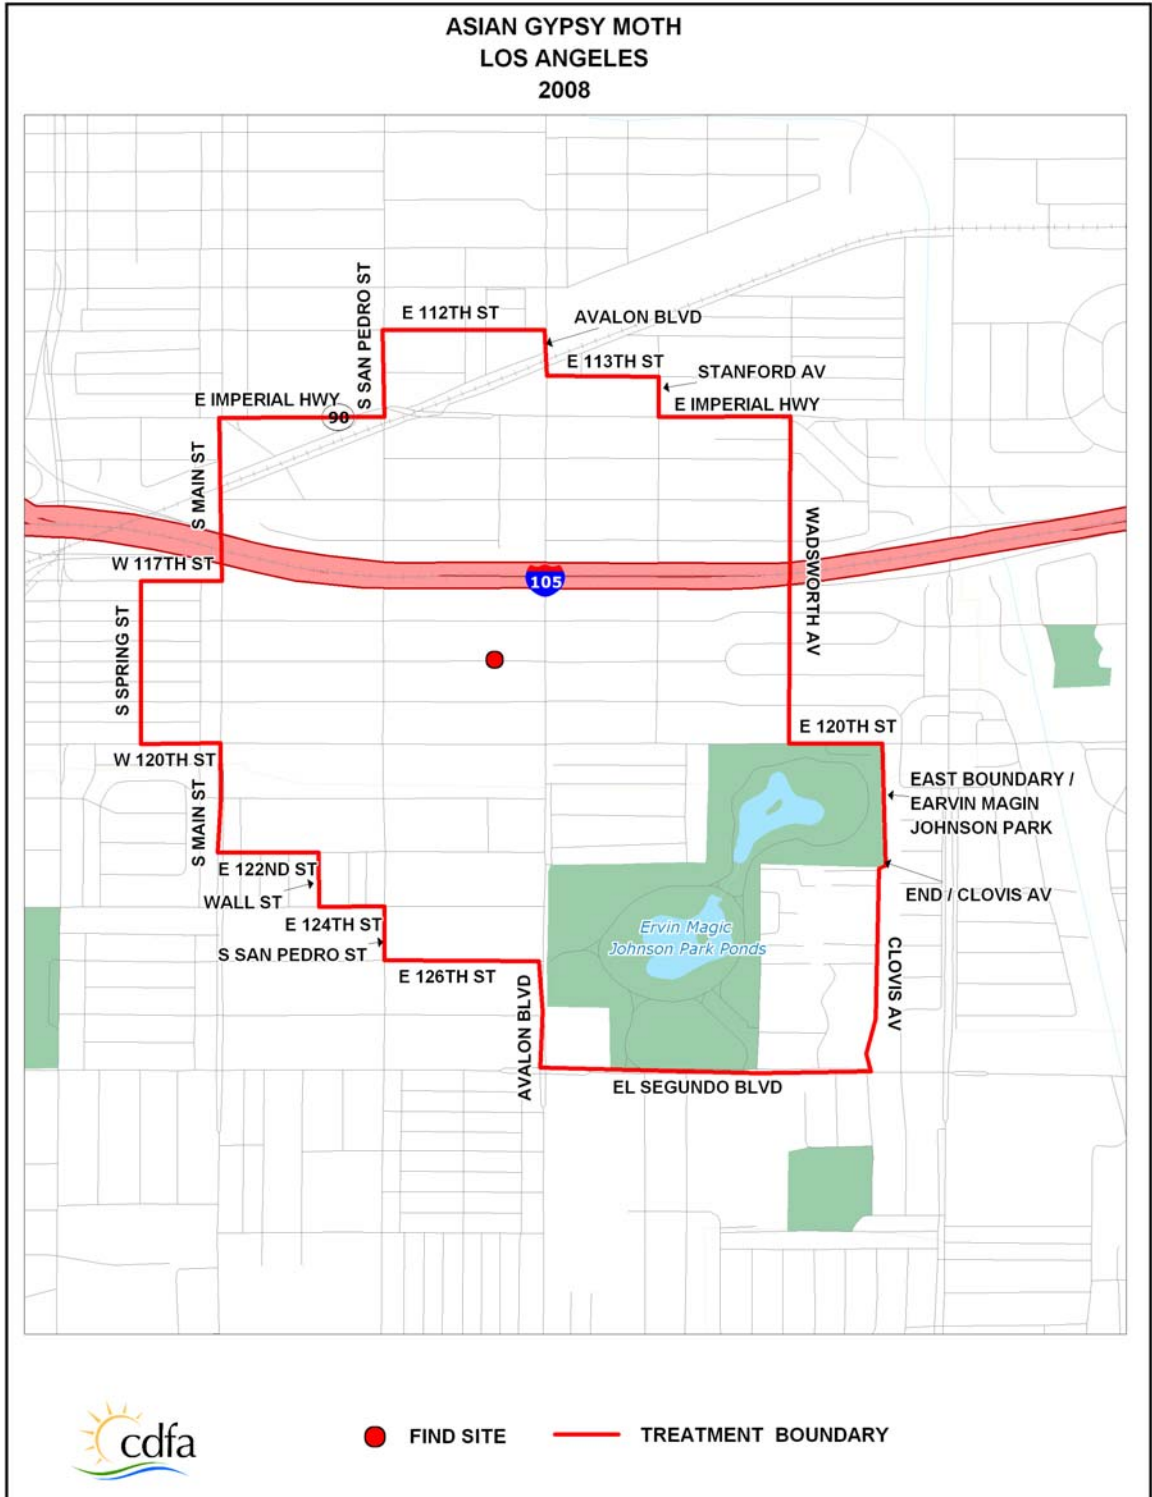 ASIAN GYPSY MOTH
LOS ANGELES
2008
S SAN PEDRO ST
E 112TH ST
AVALON BLVD
E 113TH ST
STANFORD AV
E IMPERIAL HWY
90
E IMPERIAL HWY
S MAIN ST
W 117TH ST
105
WADSWORTH AV
S SPRING ST
E 120TH ST
W 120TH ST
S MAIN ST
EAST BOUNDARY /
EARVIN MAGIN
JOHNSON PARK
E 122ND ST
WALL ST
END / CLOVIS AV
E 124TH ST
Ervin Magic
Johnson Park Ponds
S SAN PEDRO ST
E 126TH ST
CLOVIS AV
AVALON BLVD
EL SEGUNDO BLVD
cdfa
FIND SITE
TREATMENT BOUNDARY